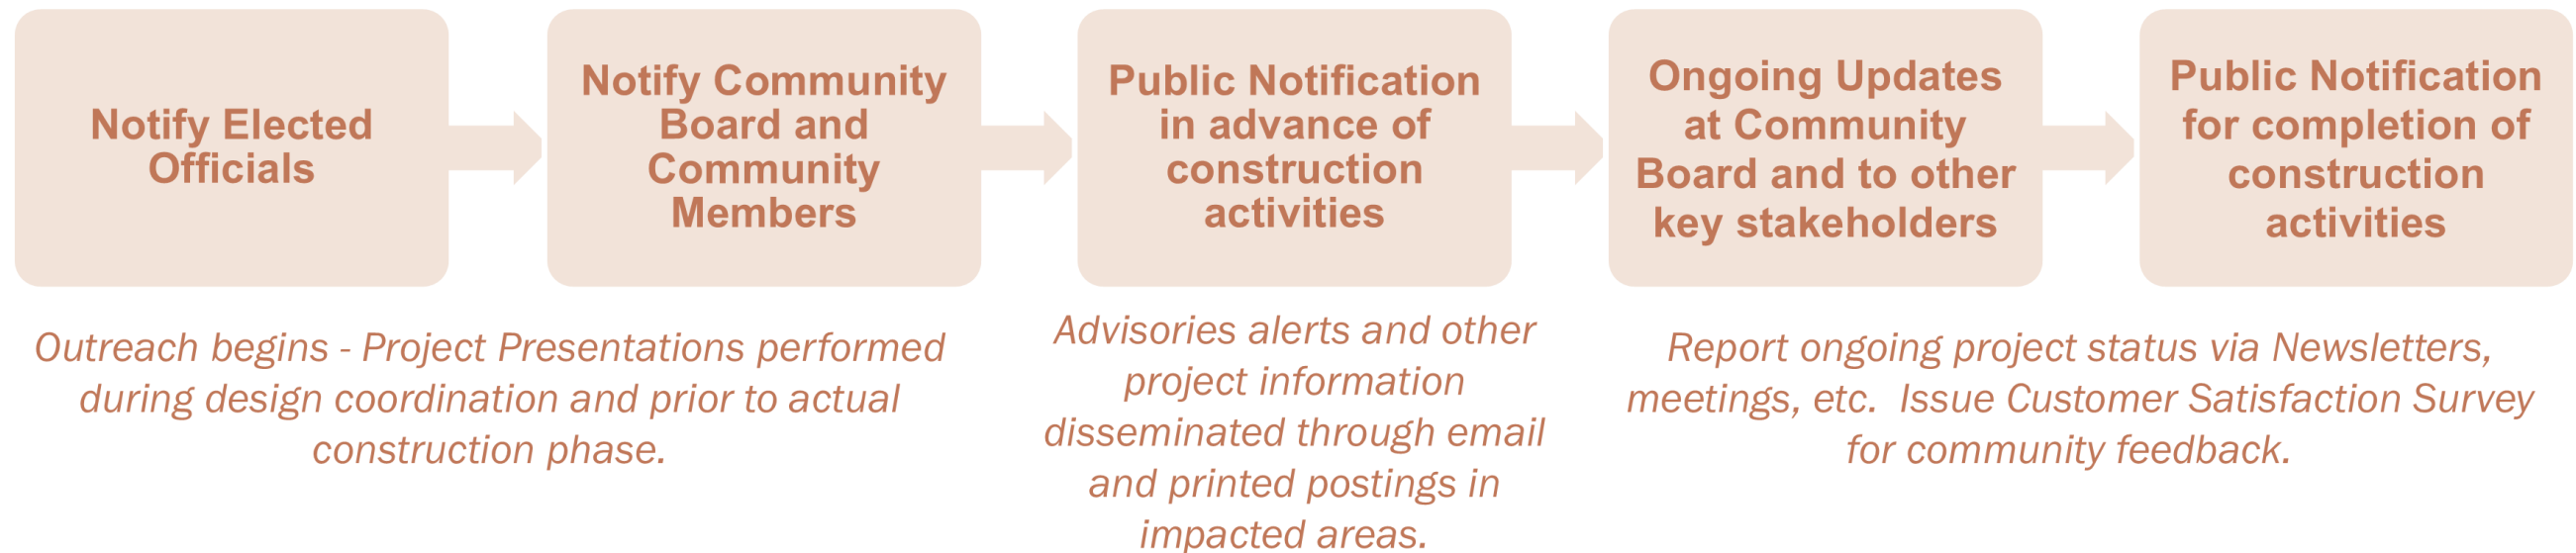 Notify Elected
Officials
Notify Community
Board and
Community
Members
Public Notification
in advance of
construction
activities
Ongoing Updates
at Community
Board and to other
key stakeholders
Public Notification
for completion of
construction
activities
Outreach begins - Project Presentations performed
during design coordination and prior to actual
construction phase.
Advisories alerts and other
project information
disseminated through email
and printed postings in
impacted areas.
Report ongoing project status via Newsletters,
meetings, etc.  Issue Customer Satisfaction Survey
for community feedback.